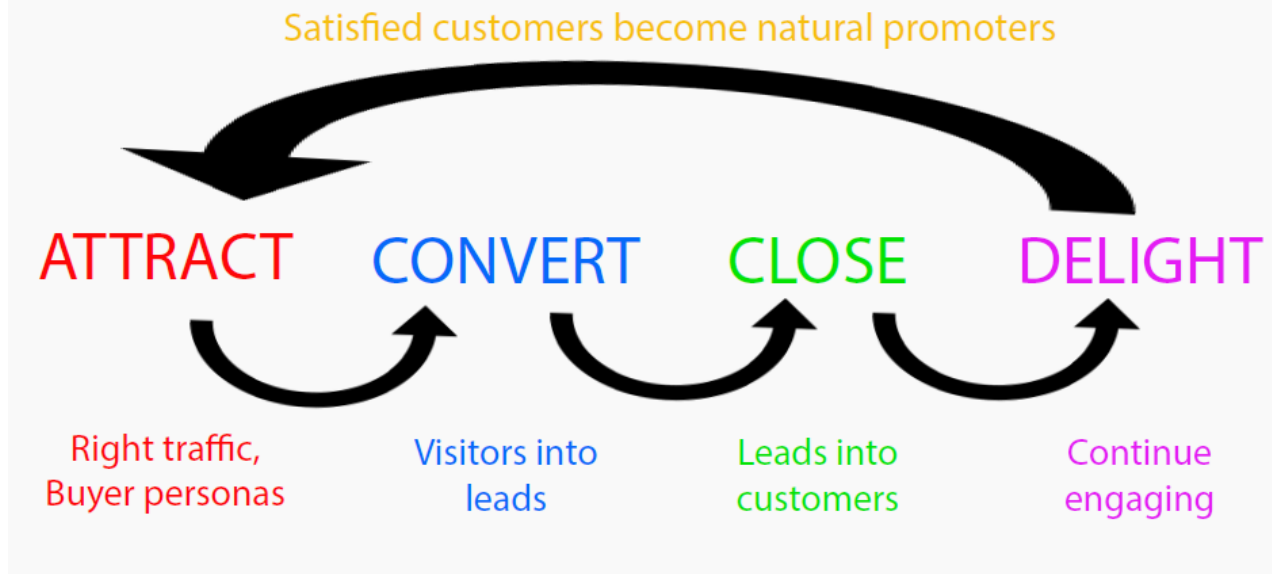 Satisfied customers become natural promoters
ATTRACT
CONVERT
CLOSE
DELIGHT
Right traffic,
Buyer personas
Visitors into
leads
Leads into
customers
Continue
engaging